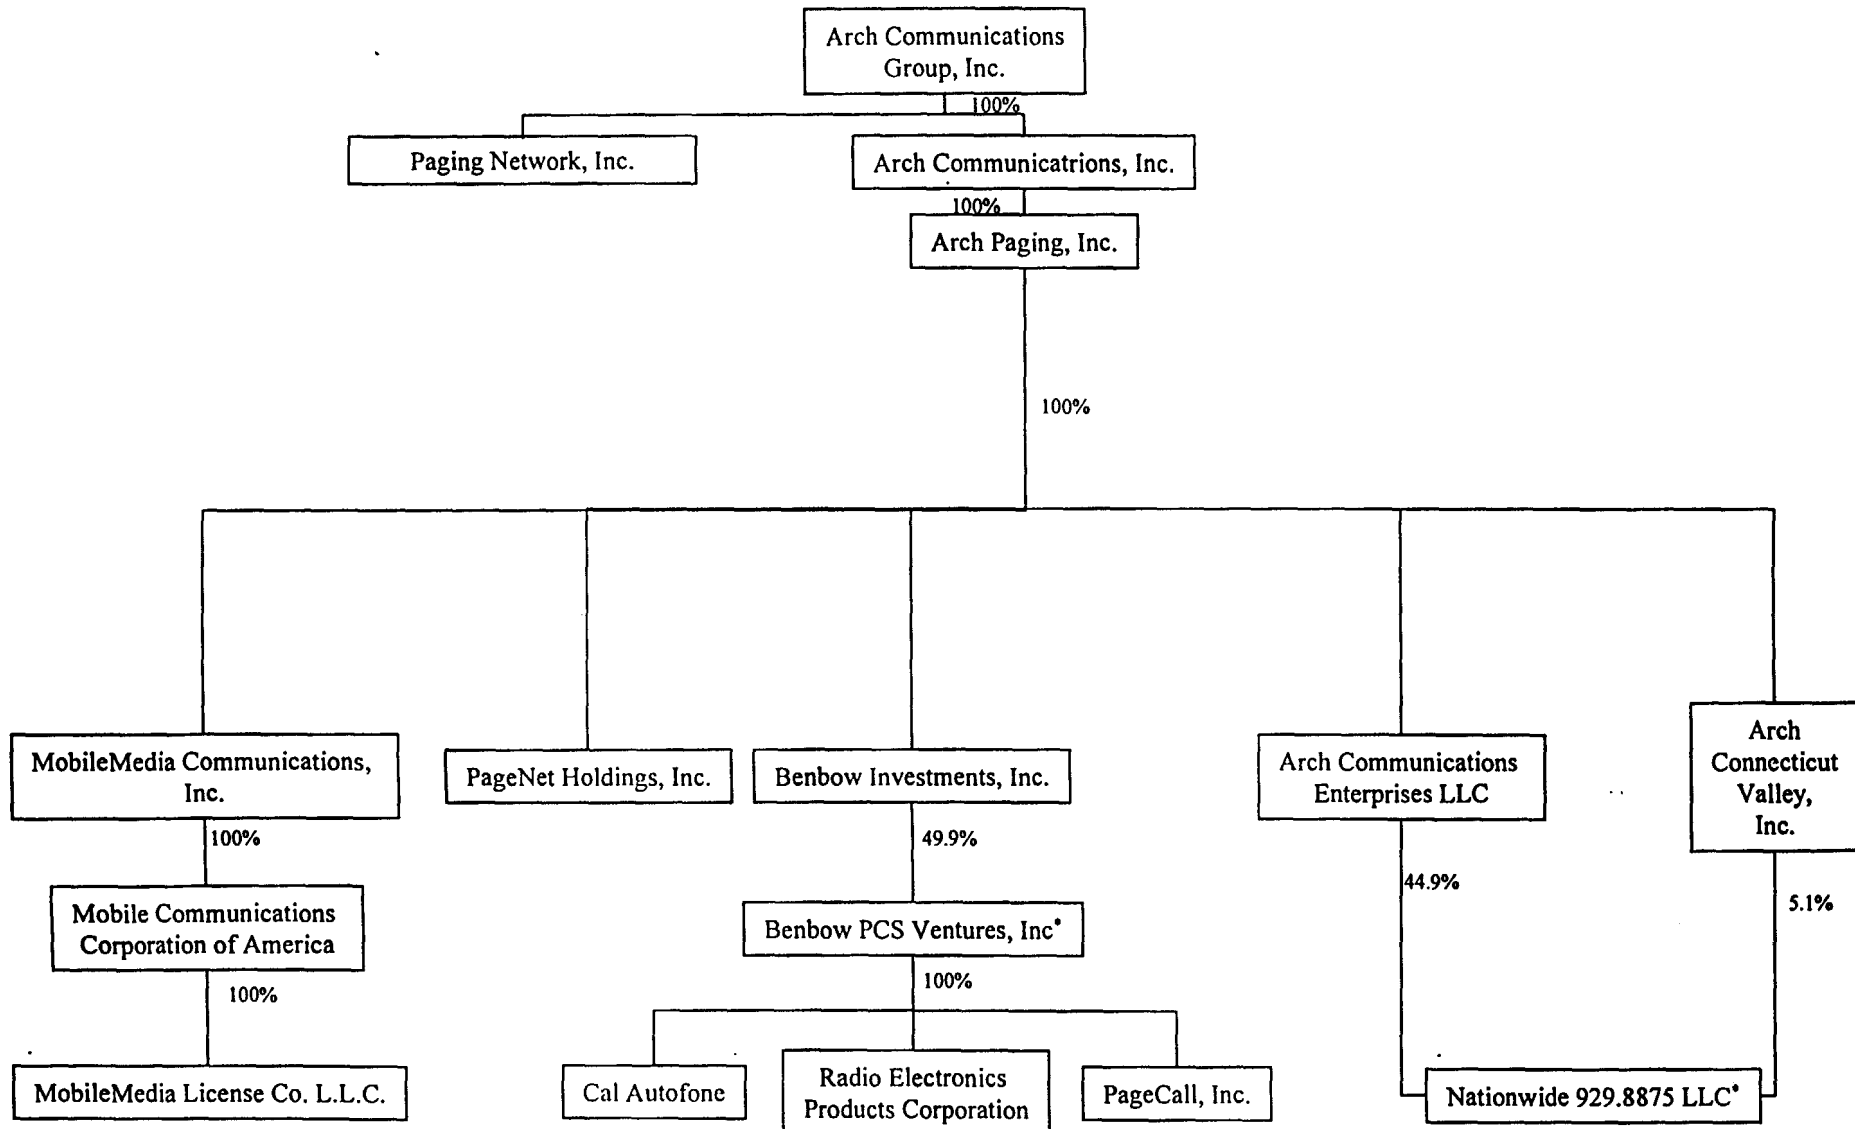 Arch Communications
Group, Inc.
100%
Paging Network, Inc.
Arch Communicatrions, Inc.
100%
Arch Paging, Inc.
100%
MobileMedia Communications,
Inc.
PageNet Holdings, Inc.
Benbow Investments, Inc.
Arch Communications
Enterprises LLC
Arch
Connecticut
Valley,
Inc.
100%
49.9%
44.9%
5.1%
Mobile Communications
Corporation of America
Benbow PCS Ventures, Inc*
100%
100%
MobileMedia License Co. L.L.C.
Cal Autofone
Radio Electronics
Products Corporation
PageCall, Inc.
Nationwide 929.8875 LLC*